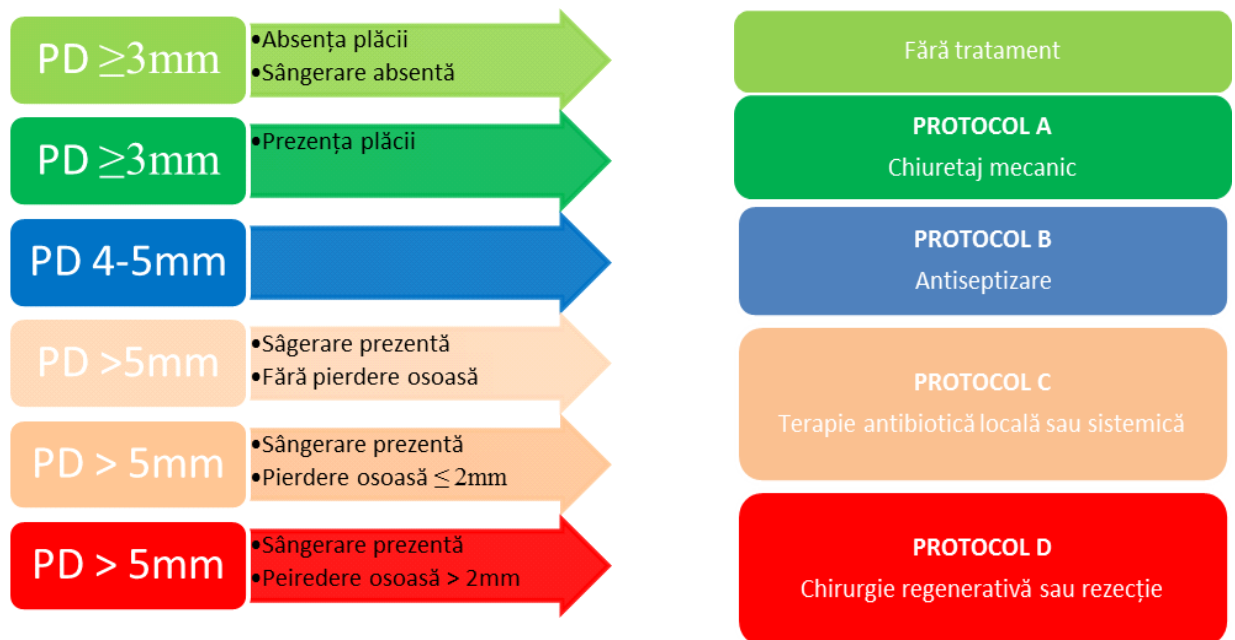 PD ≥3mm
•Absența plăcii
•Sângerare absentă
Fără tratament
PD ≥3mm
•Prezența plăcii
PROTOCOL A
Chiuretaj mecanic
PD 4-5mm
PROTOCOL B
Antiseptizare
PD >5mm
•Sâgerare prezentă
•Fără pierdere osoasă
PROTOCOL C
Terapie antibiotică locală sau sistemică
PD > 5mm
•Sângerare prezentă
•Pierdere osoasă ≤ 2mm
PD > 5mm
•Sângerare prezentă
•Peiredere osoasă > 2mm
PROTOCOL D
Chirurgie regenerativă sau rezecție